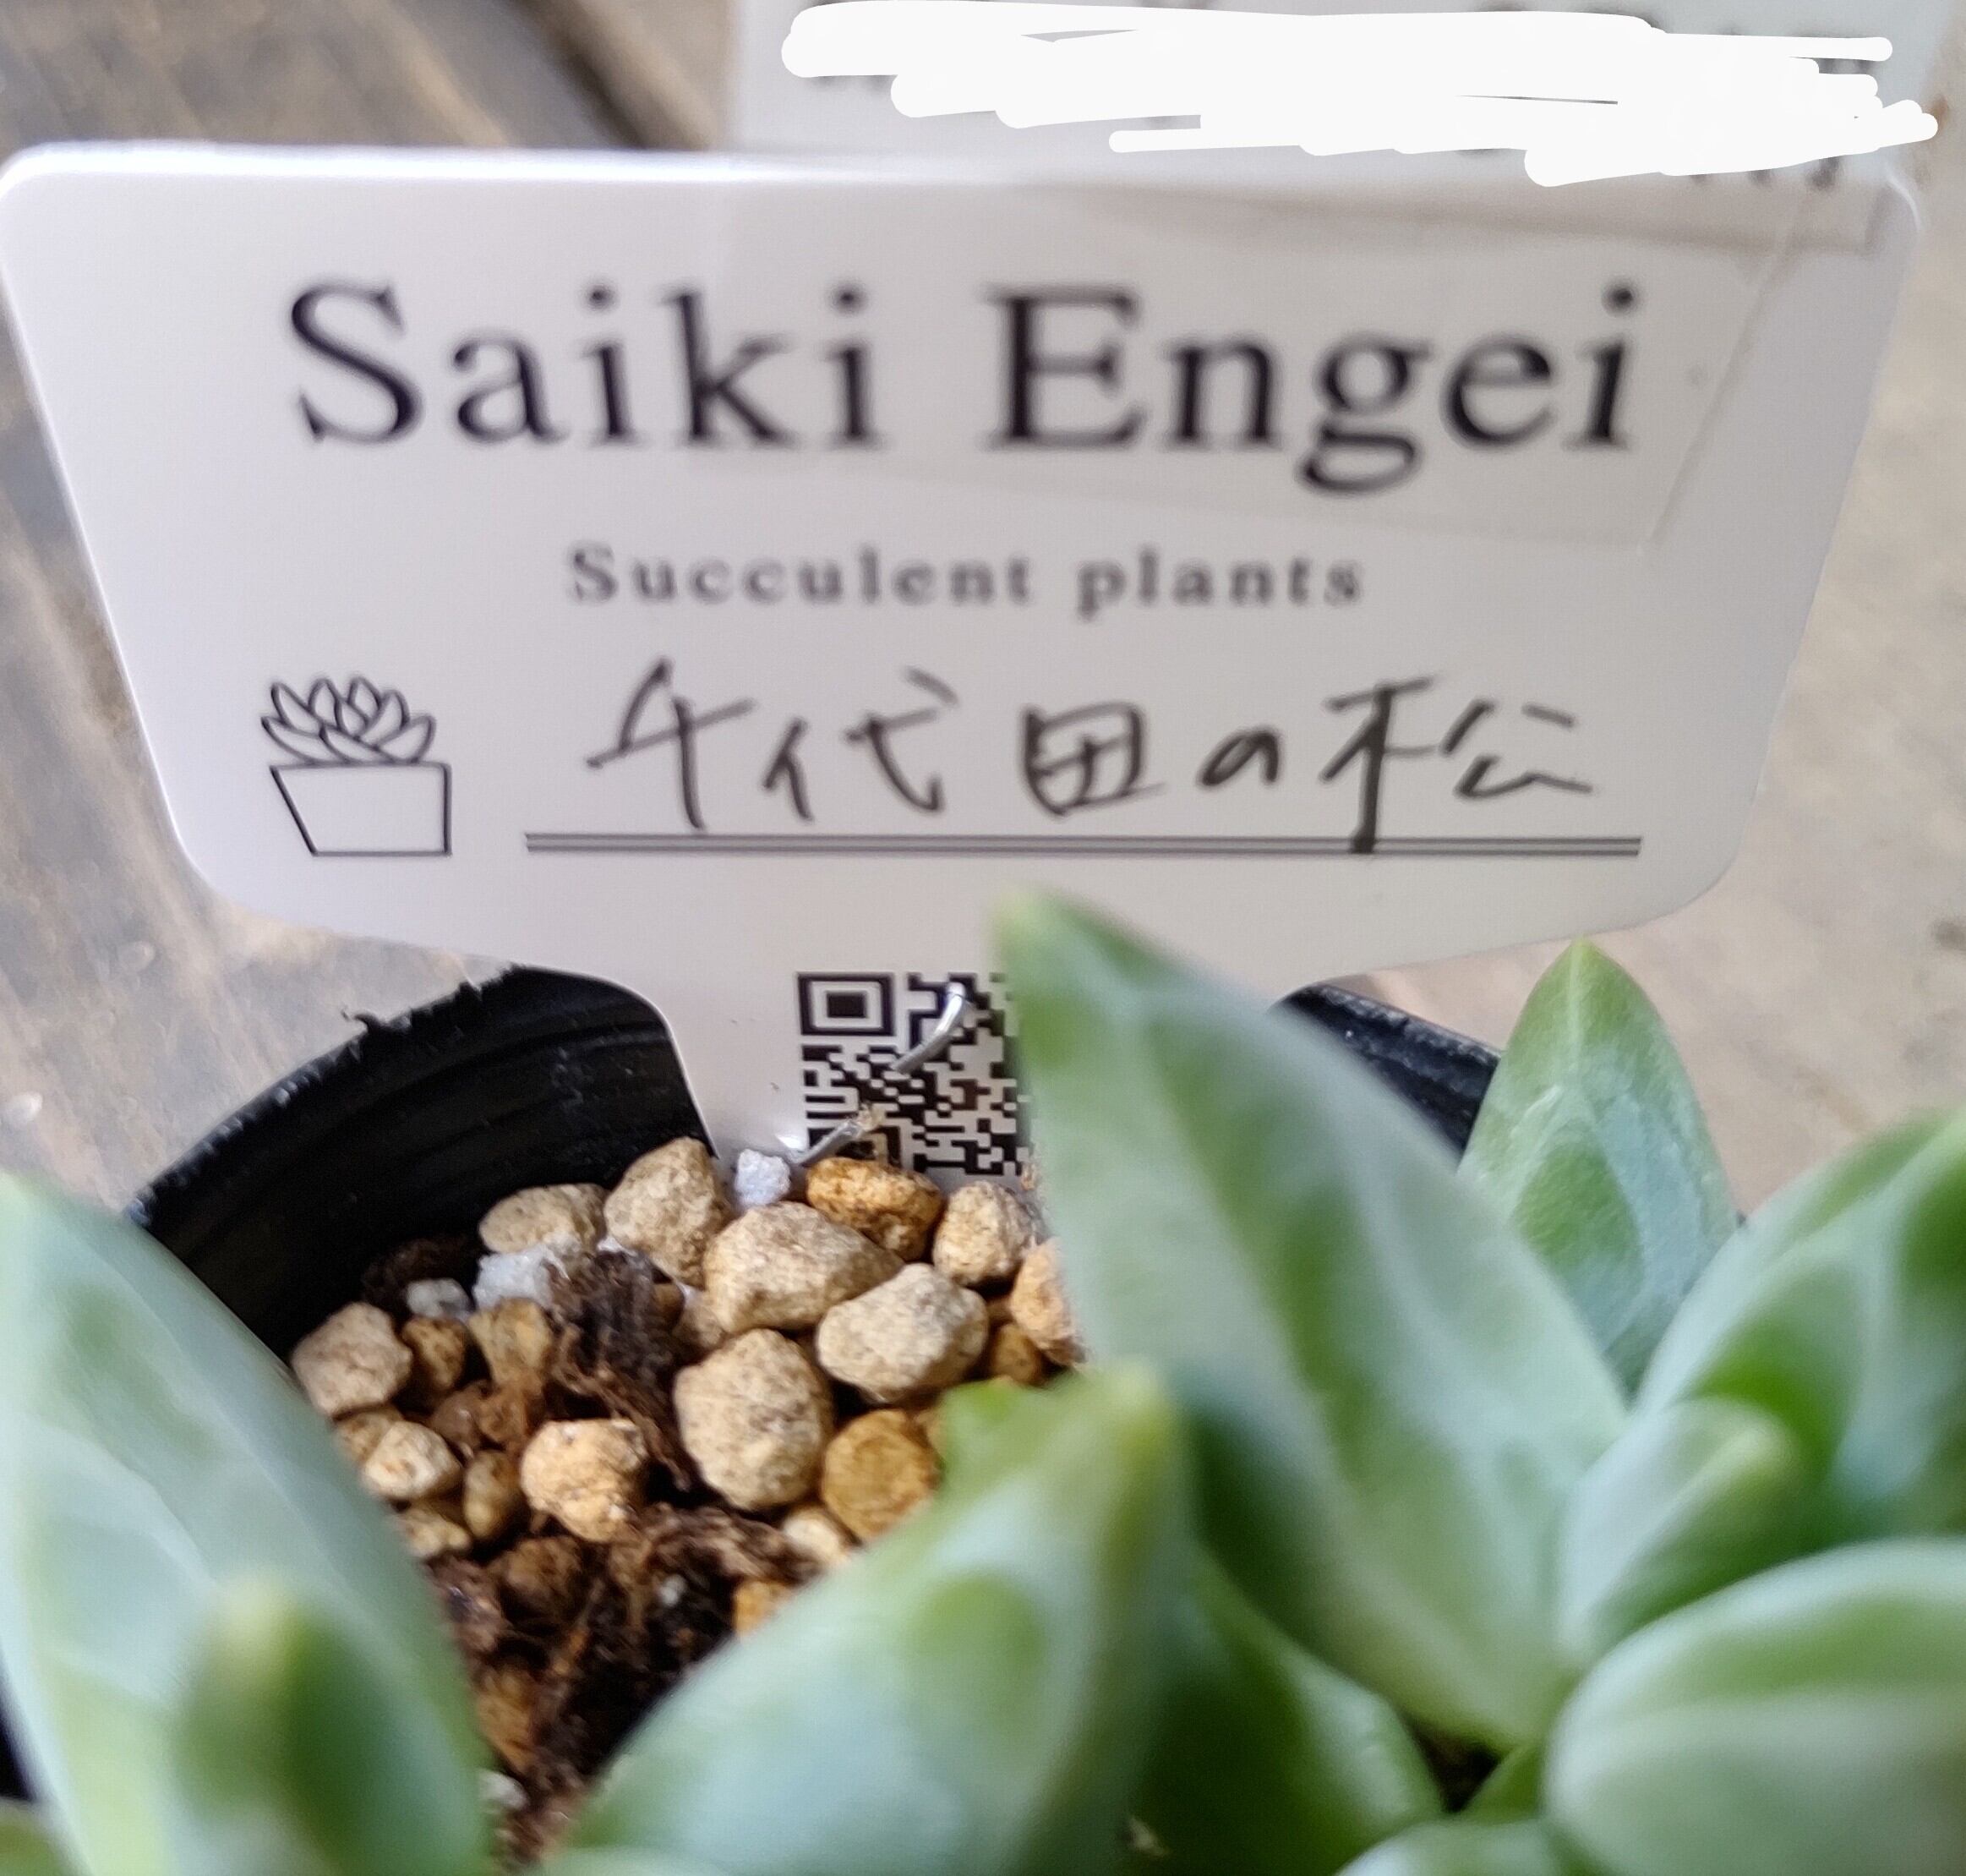 Saiki Engei
Succulent plants
千代田の松